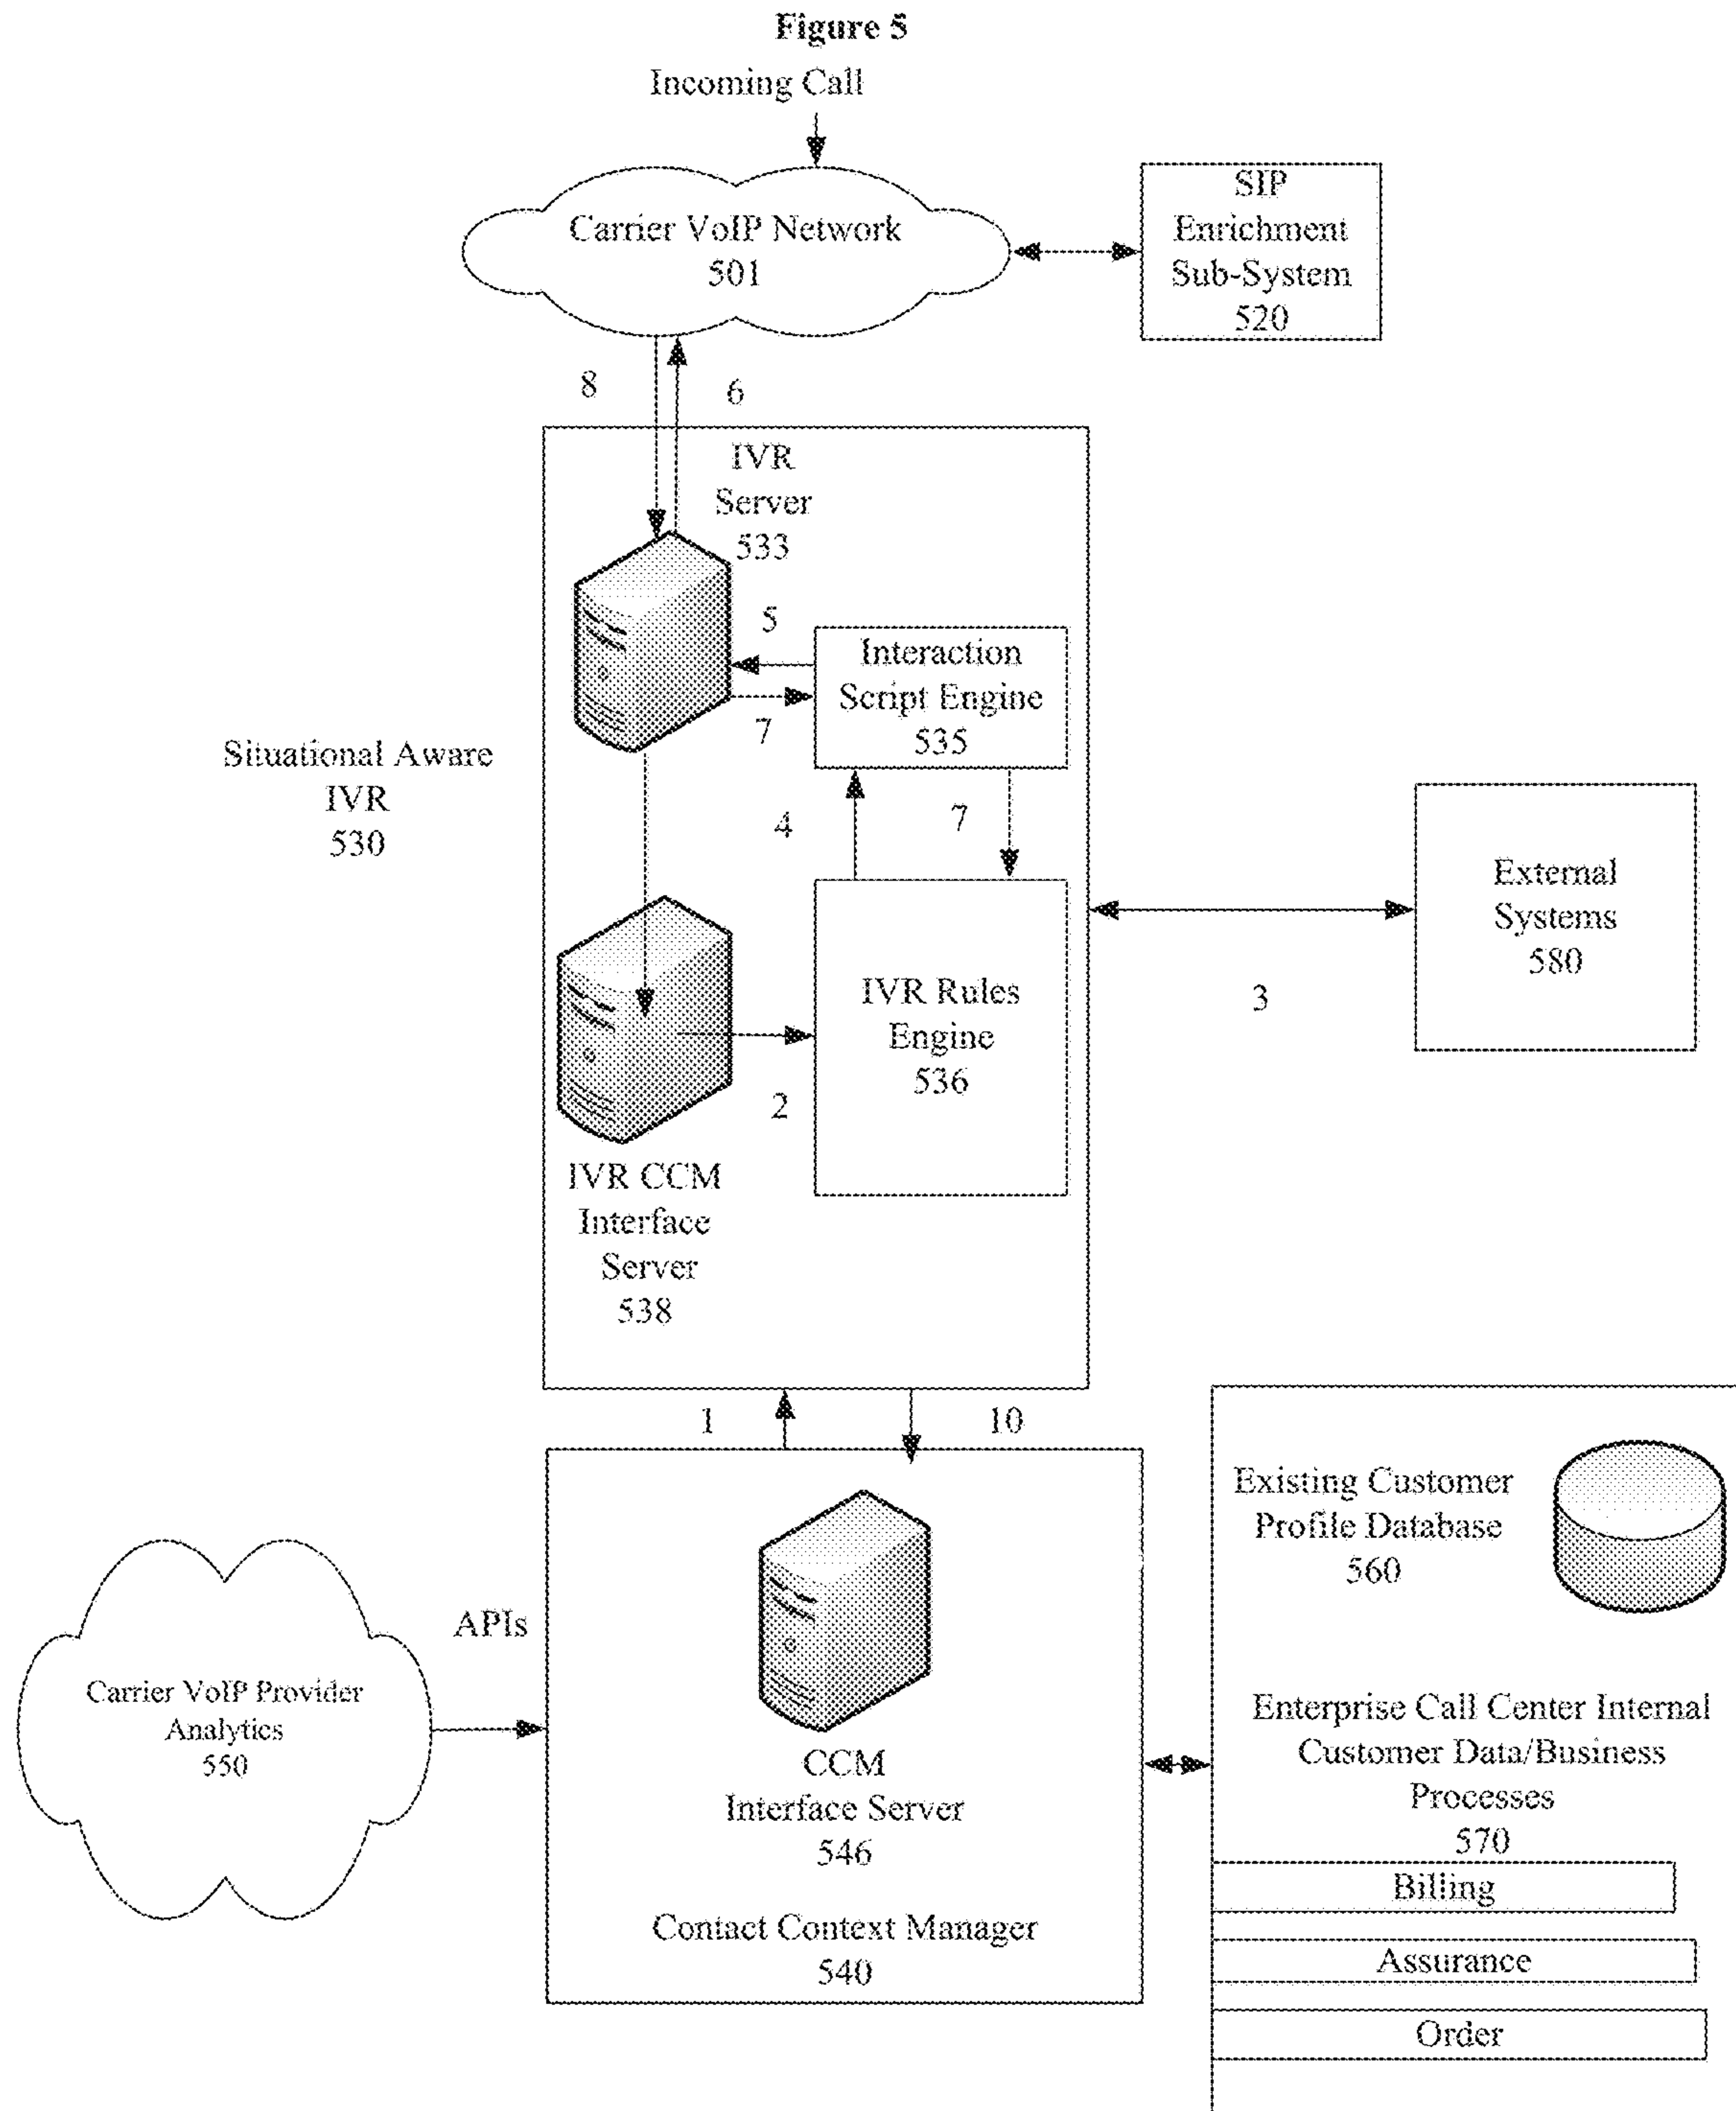 Figure 5
Incoming Call
Carrier VoIP Network
501
SIP
Enrichment
Sub-System
520
8
6
IVR
Server
533
5
7
Interaction
Script Engine
535
Situational Aware
IVR
530
4
7
External
Systems
580
3
IVR Rules
Engine
536
2
IVR CCM
Interface
Server
538
1
10
Existing Customer
Profile Database
560
APIs
Carrier VoIP Provider
Analytics
550
CCM
Interface Server
546
Contact Context Manager
540
Enterprise Call Center Internal
Customer Data/Business
Processes
570
Billing
Assurance
Order